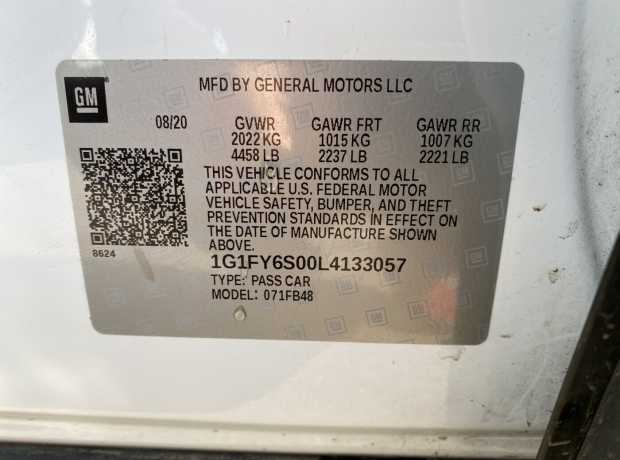 GM
MFD BY GENERAL MOTORS LLC
08/20 GVWR GAWR FRT GAWR RR
2022 KG 1015 KG 1007 KG
4458 LB 2237 LB 2221 LB
THIS VEHICLE CONFORMS TO ALL
APPLICABLE U.S. FEDERAL MOTOR
VEHICLE SAFETY, BUMPER, AND THEFT
PREVENTION STANDARDS IN EFFECT ON
THE DATE OF MANUFACTURE SHOWN
ABOVE.
8624
1G1FY6S00L4133057
TYPE: PASS CAR
MODEL: 071FB48